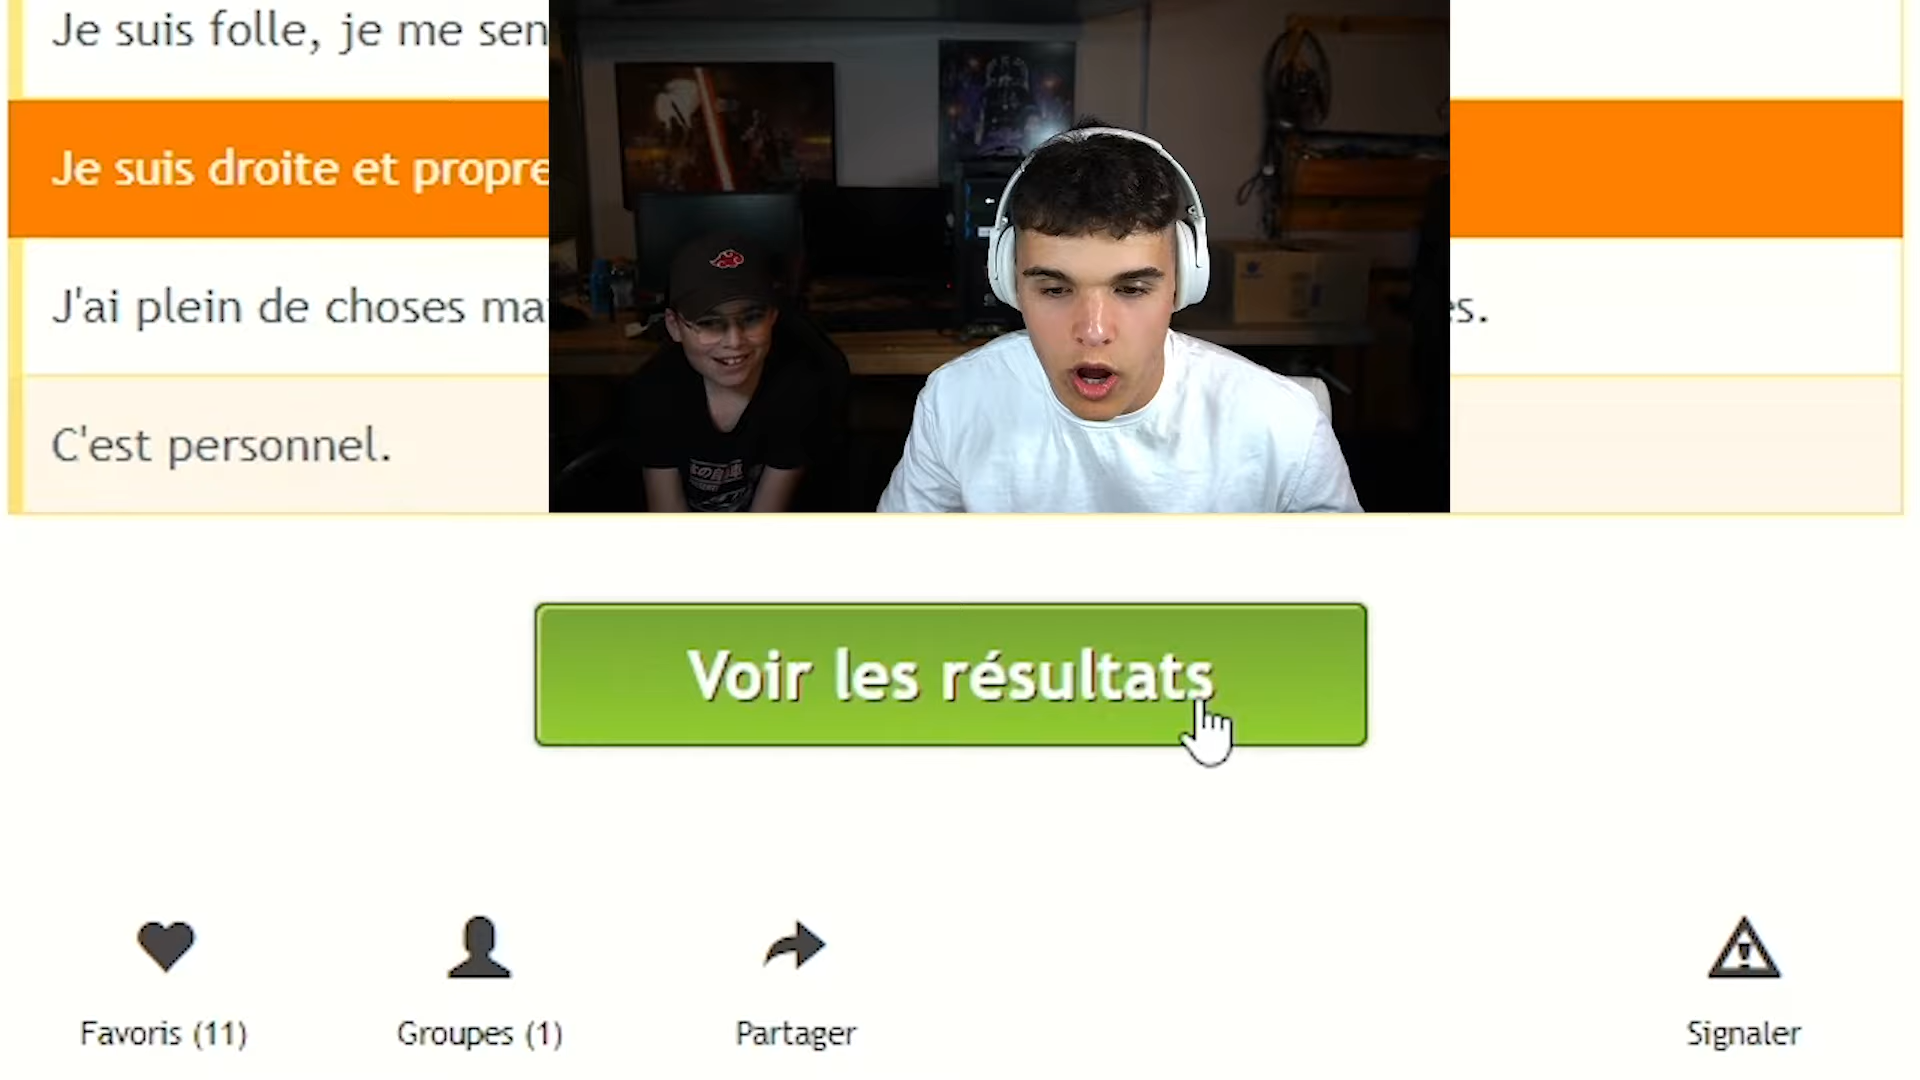 Je suis folle, je me sen
Je suis droite et propre
J'ai plein de choses ma
s.
C'est personnel.
Voir les résultats
Favoris (11)
Groupes (1)
Partager
Signaler